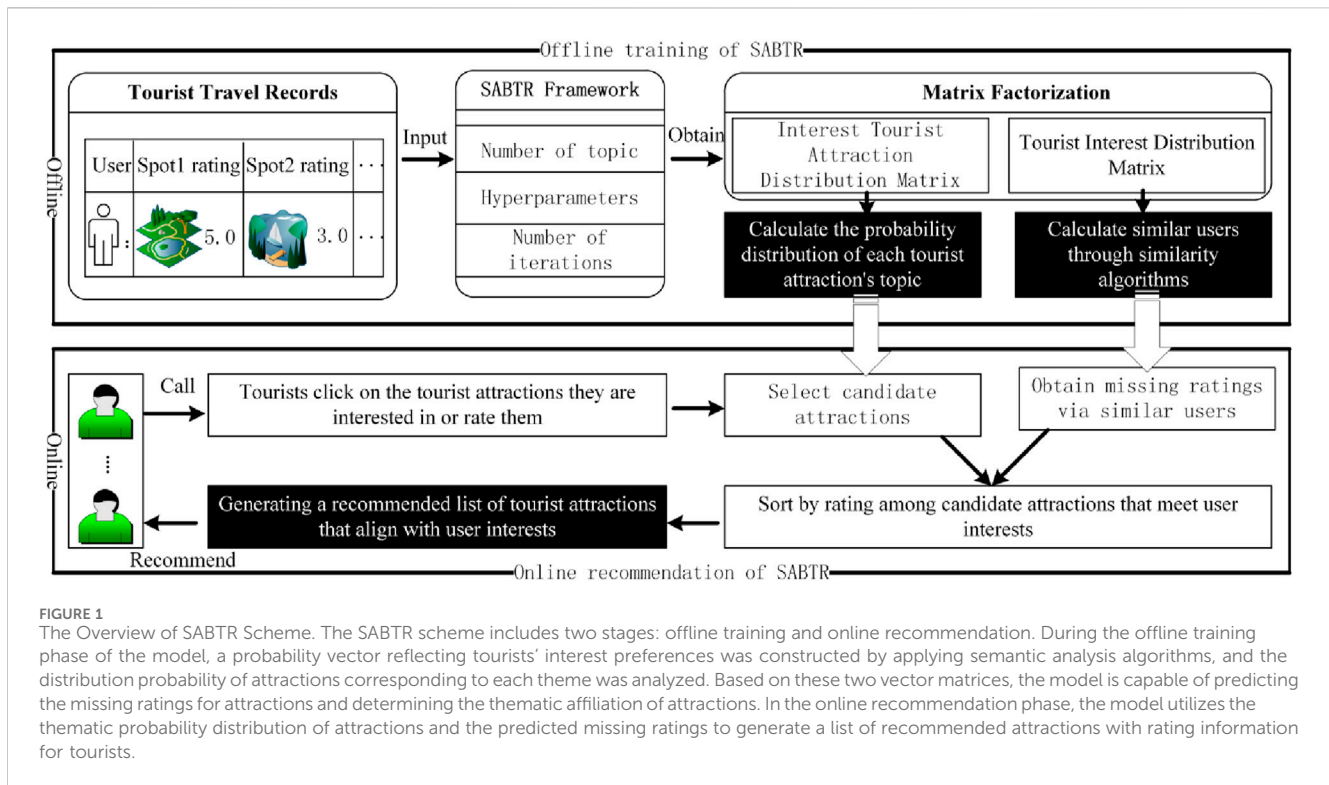 Offline training of SABTR
Offline
Tourist Travel Records
User Spot1 rating Spot2 rating ···
: 5.0 3.0 ···
Input
SABTR Framework
Number of topic
Hyperparameters
Number of
iterations
Obtain
Matrix Factorization
Interest Tourist
Attraction
Distribution Matrix
Tourist Interest Distribution
Matrix
Calculate the probability
distribution of each tourist
attraction's topic
Calculate similar users
through similarity
algorithms
Online
Call
Tourists click on the tourist attractions they are
interested in or rate them
Select candidate
attractions
Obtain missing ratings
via similar users
Sort by rating among candidate attractions that meet user
interests
Generating a recommended list of tourist attractions
that align with user interests
Recommend
Online recommendation of SABTR
FIGURE 1
The Overview of SABTR Scheme. The SABTR scheme includes two stages: offline training and online recommendation. During the offline training
phase of the model, a probability vector reflecting tourists' interest preferences was constructed by applying semantic analysis algorithms, and the
distribution probability of attractions corresponding to each theme was analyzed. Based on these two vector matrices, the model is capable of predicting
the missing ratings for attractions and determining the thematic affiliation of attractions. In the online recommendation phase, the model utilizes the
thematic probability distribution of attractions and the predicted missing ratings to generate a list of recommended attractions with rating information
for tourists.